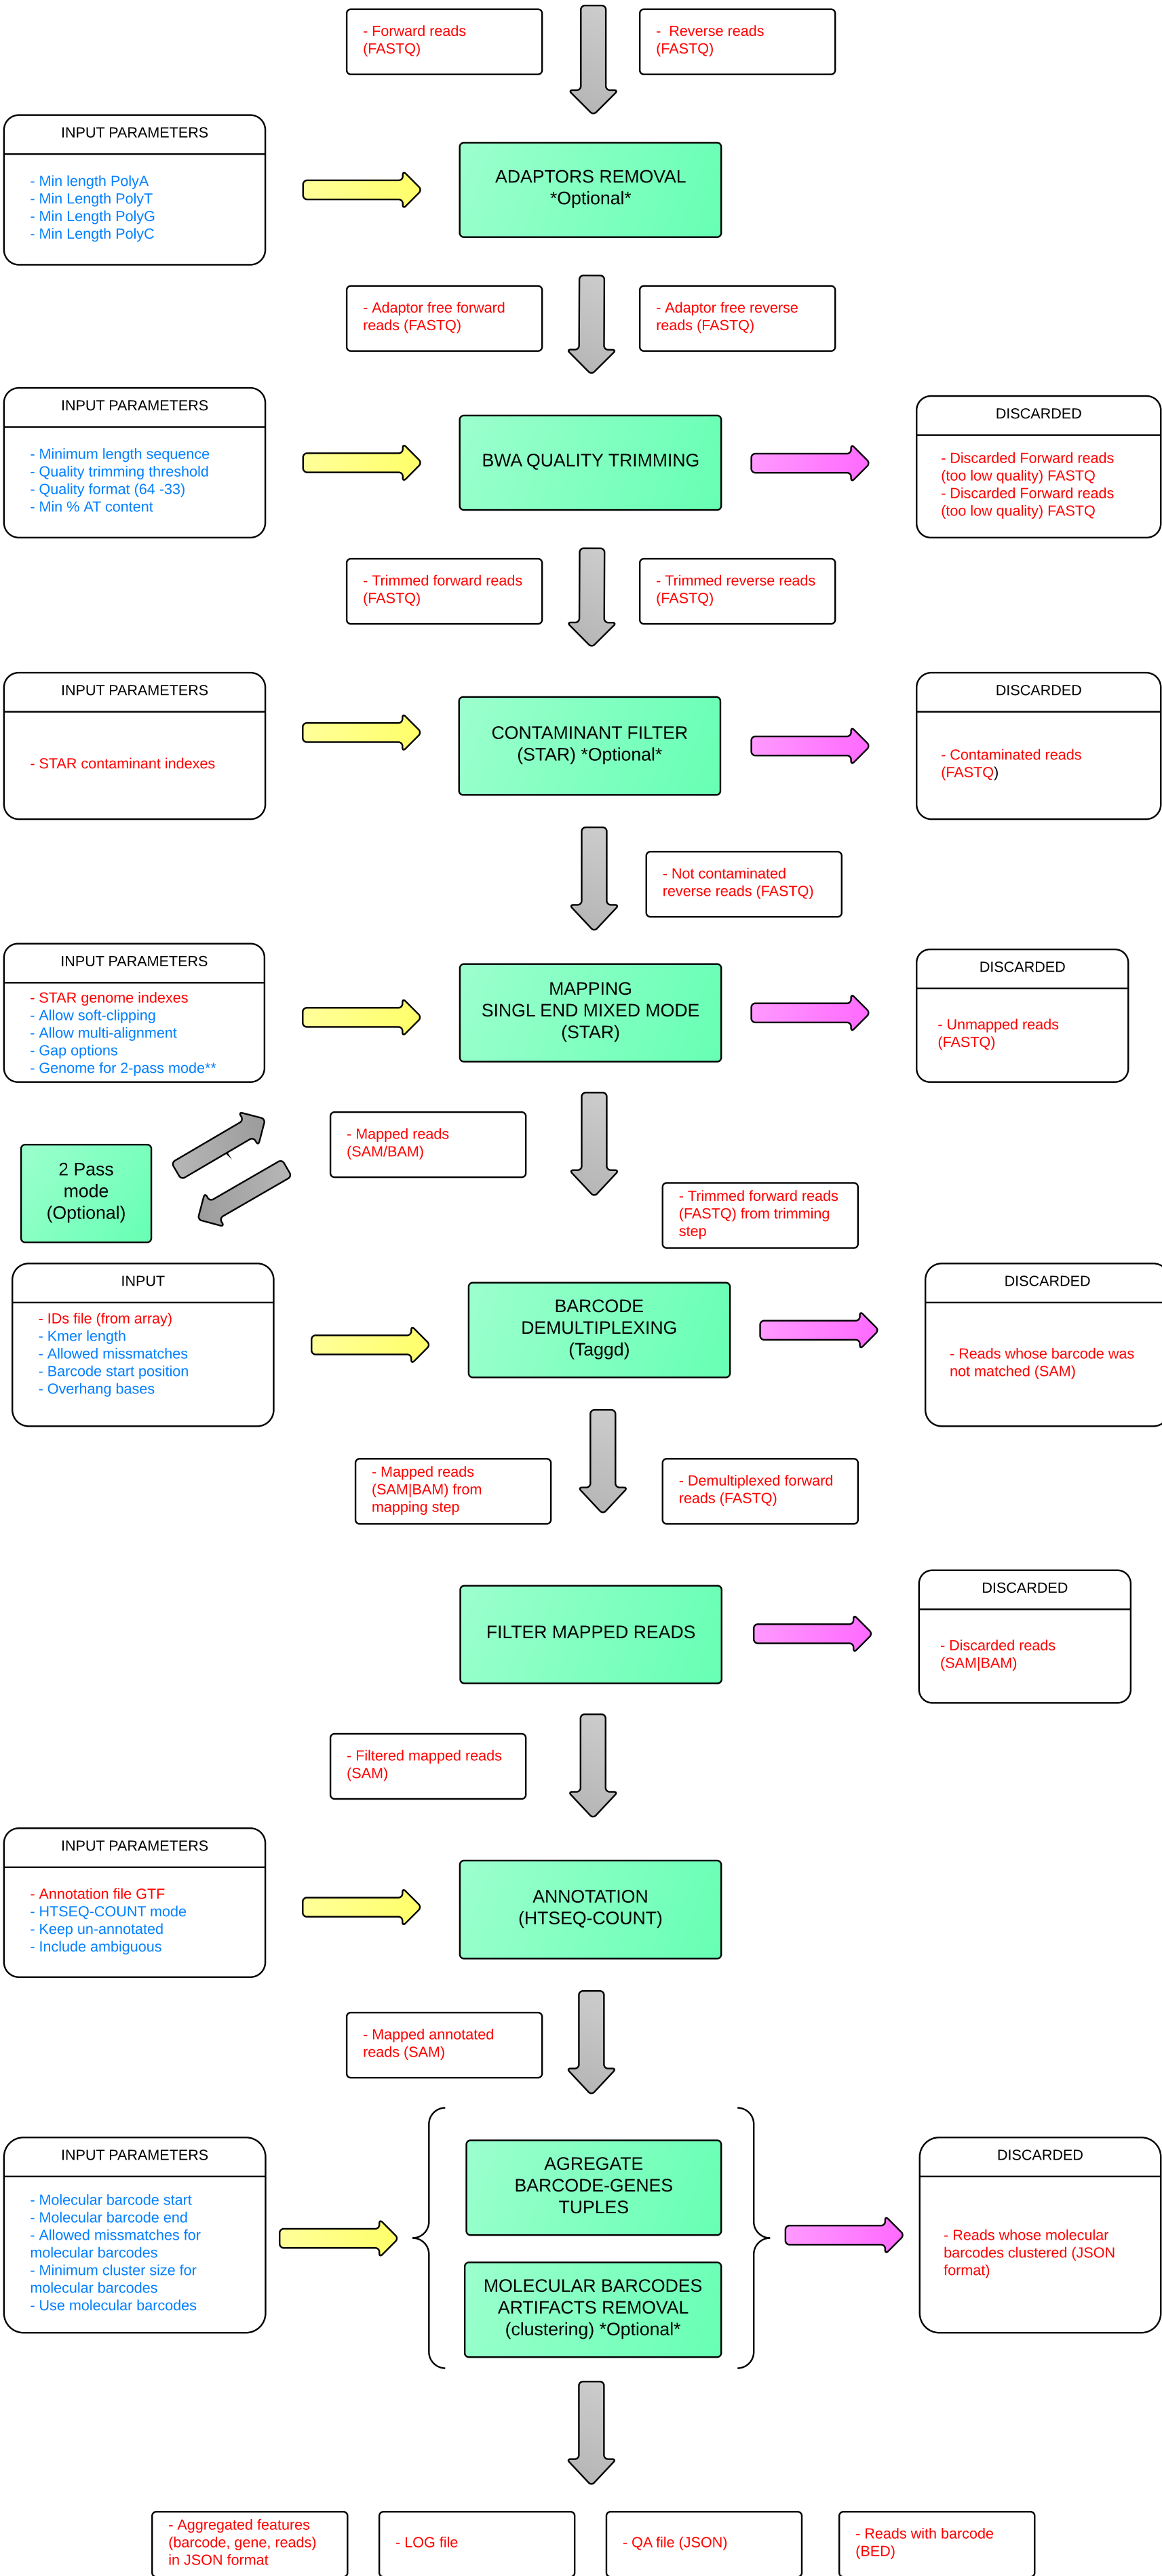 - Forward reads
(FASTQ)
-  Reverse reads
(FASTQ)
INPUT PARAMETERS
- Min length PolyA
- Min Length PolyT
- Min Length PolyG
- Min Length PolyC
ADAPTORS REMOVAL
*Optional*
- Adaptor free forward
reads (FASTQ)
- Adaptor free reverse
reads (FASTQ)
INPUT PARAMETERS
- Minimum length sequence
- Quality trimming threshold
- Quality format (64 -33)
- Min % AT content
BWA QUALITY TRIMMING
DISCARDED
- Discarded Forward reads
(too low quality) FASTQ
- Discarded Forward reads
(too low quality) FASTQ
- Trimmed forward reads
(FASTQ)
- Trimmed reverse reads
(FASTQ)
INPUT PARAMETERS
- STAR contaminant indexes
CONTAMINANT FILTER
(STAR) *Optional*
DISCARDED
- Contaminated reads
(FASTQ)
- Not contaminated
reverse reads (FASTQ)
INPUT PARAMETERS
- STAR genome indexes
- Allow soft-clipping
- Allow multi-alignment
- Gap options
- Genome for 2-pass mode**
MAPPING
SINGL END MIXED MODE
(STAR)
DISCARDED
- Unmapped reads
(FASTQ)
2 Pass
mode
(Optional)
- Mapped reads
(SAM/BAM)
- Trimmed forward reads
(FASTQ) from trimming
step
INPUT
- IDs file (from array)
- Kmer length
- Allowed missmatches
- Barcode start position
- Overhang bases
BARCODE
DEMULTIPLEXING
(Taggd)
DISCARDED
- Reads whose barcode was
not matched (SAM)
- Mapped reads
(SAM|BAM) from
mapping step
- Demultiplexed forward
reads (FASTQ)
FILTER MAPPED READS
DISCARDED
- Discarded reads
(SAM|BAM)
- Filtered mapped reads
(SAM)
INPUT PARAMETERS
- Annotation file GTF
- HTSEQ-COUNT mode
- Keep un-annotated
- Include ambiguous
ANNOTATION
(HTSEQ-COUNT)
- Mapped annotated
reads (SAM)
INPUT PARAMETERS
- Molecular barcode start
- Molecular barcode end
- Allowed missmatches for
molecular barcodes
- Minimum cluster size for
molecular barcodes
- Use molecular barcodes
AGREGATE
BARCODE-GENES
TUPLES
MOLECULAR BARCODES
ARTIFACTS REMOVAL
(clustering) *Optional*
DISCARDED
- Reads whose molecular
barcodes clustered (JSON
format)
- Aggregated features
(barcode, gene, reads)
in JSON format
- LOG file
- QA file (JSON)
- Reads with barcode
(BED)